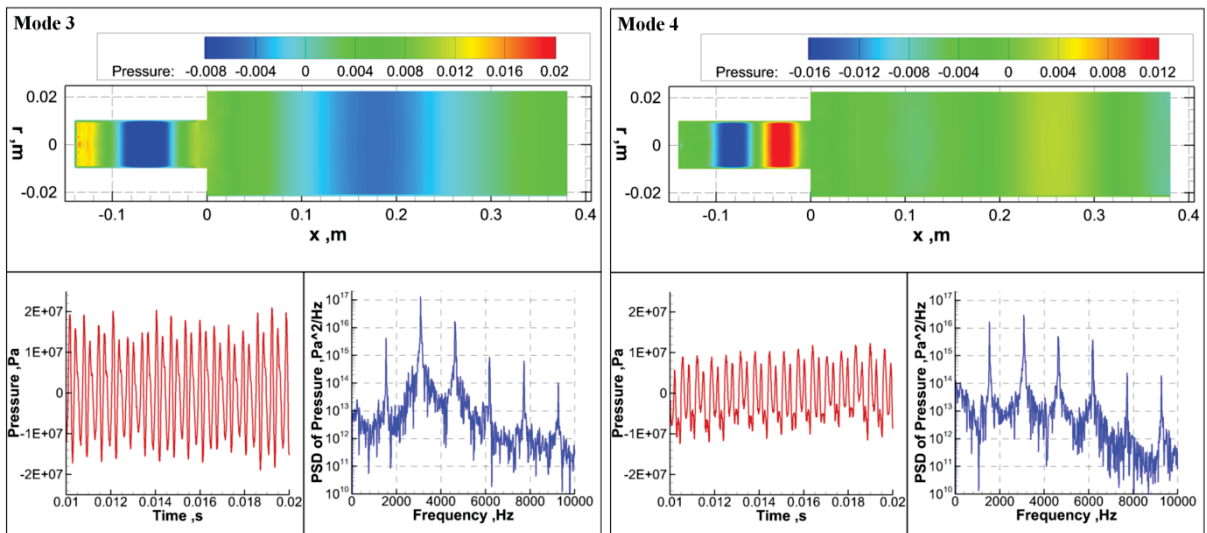 Mode 3
Pressure: -0.008 -0.004 0 0.004 0.008 0.012 0.016 0.02
0.02
0
-0.02
r ,m
-0.1 0 0.1 0.2 0.3 0.4
x ,m
2E+07
1E+07
0
-1E+07
-2E+07
Pressure ,Pa
0.01 0.012 0.014 0.016 0.018 0.02
Time ,s
10^17
10^16
10^15
10^14
10^13
10^12
10^11
10^10
PSD of Pressure ,Pa^2/Hz
0 2000 4000 6000 8000 10000
Frequency ,Hz
Mode 4
Pressure: -0.016 -0.012 -0.008 -0.004 0 0.004 0.008 0.012
0.02
0
-0.02
r ,m
-0.1 0 0.1 0.2 0.3 0.4
x ,m
2E+07
1E+07
0
-1E+07
-2E+07
Pressure ,Pa
0.01 0.012 0.014 0.016 0.018 0.02
Time ,s
10^17
10^16
10^15
10^14
10^13
10^12
10^11
10^10
PSD of Pressure ,Pa^2/Hz
0 2000 4000 6000 8000 10000
Frequency ,Hz